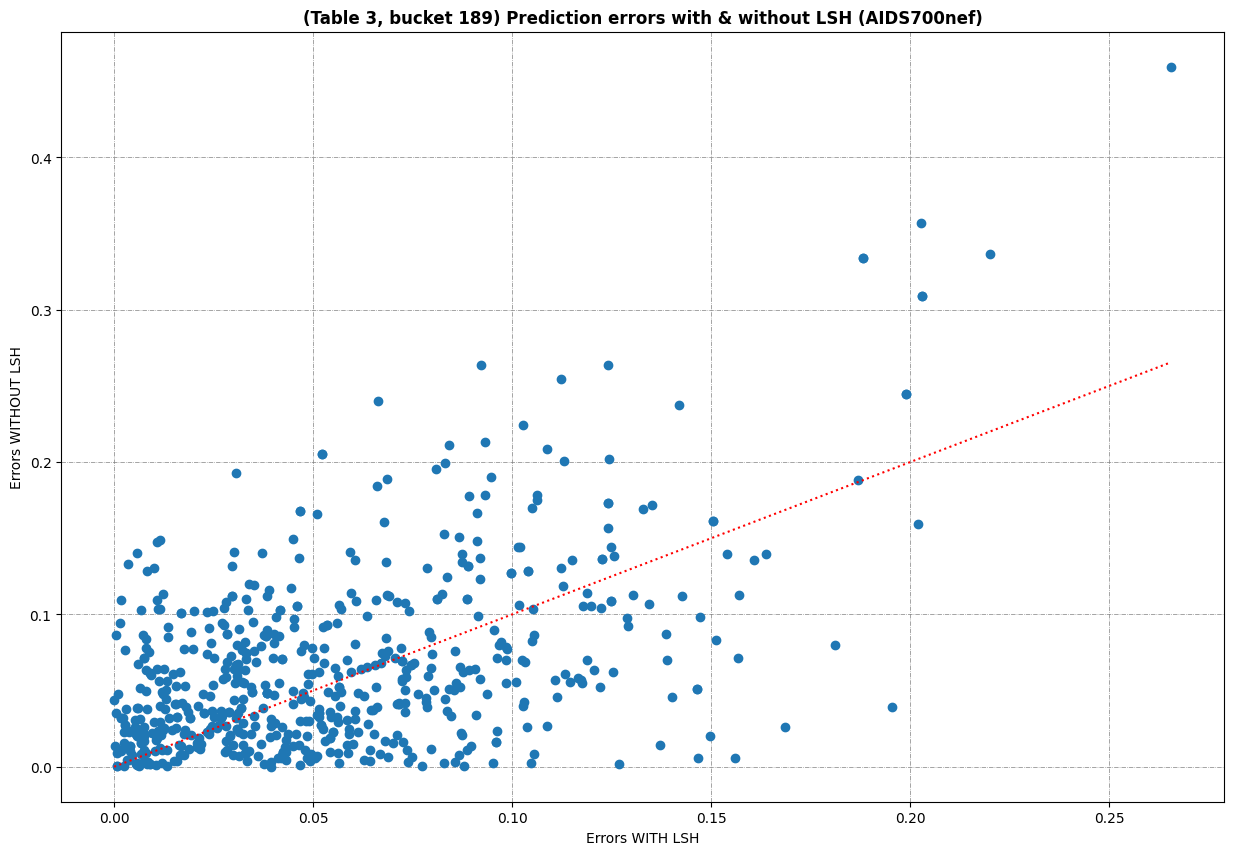 (Table 3, bucket 189) Prediction errors with & without LSH (AIDS700nef)
Errors WITHOUT LSH
0.4
0.3
0.2
0.1
0.0
0.00 0.05 0.10 0.15 0.20 0.25
Errors WITH LSH